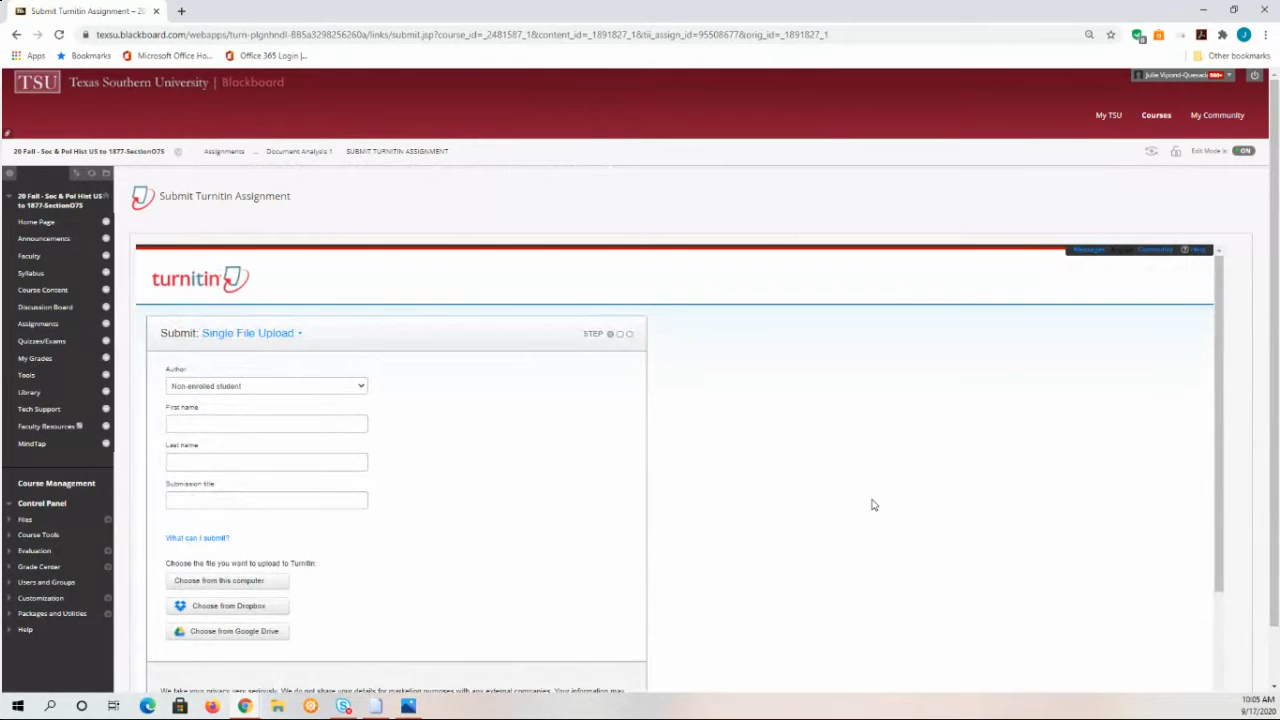 Submit Turnitin Assignment – 20
texsu.blackboard.com/webapps/turn-plgnhndl-BB5a3298256260a/links/submit.jsp?course_id=_2481587_1&content_id=_1891827_1&tii_assign_id=95508677&orig_id=_1891827_1
Apps Bookmarks Microsoft Office Ho... Office 365 Login |... Other bookmarks
TSU Texas Southern University | Blackboard
Julie Vipond-Quesada
My TSU Courses My Community
20 Fall - Soc & Pol Hist US to 1877-Section07S Assignments ... Document Analysis 1 SUBMIT TURNITIN ASSIGNMENT Edit Mode is: ON
20 Fall - Soc & Pol Hist US
to 1877-Section07S
Home Page
Announcements
Faculty
Syllabus
Course Content
Discussion Board
Assignments
Quizzes/Exams
My Grades
Tools
Library
Tech Support
Faculty Resources
MindTap
Course Management
Control Panel
Files
Course Tools
Evaluation
Grade Center
Users and Groups
Customization
Packages and Utilities
Help
Submit Turnitin Assignment
Messages Community Help
turnitin
Submit: Single File Upload STEP
Author
Non-enrolled student
First name
Last name
Submission title
What can I submit?
Choose the file you want to upload to Turnitin:
Choose from this computer
Choose from Dropbox
Choose from Google Drive
We take your privacy very seriously. We do not share your details for marketing purposes with any external companies. Your information may
10:05 AM
9/17/2020